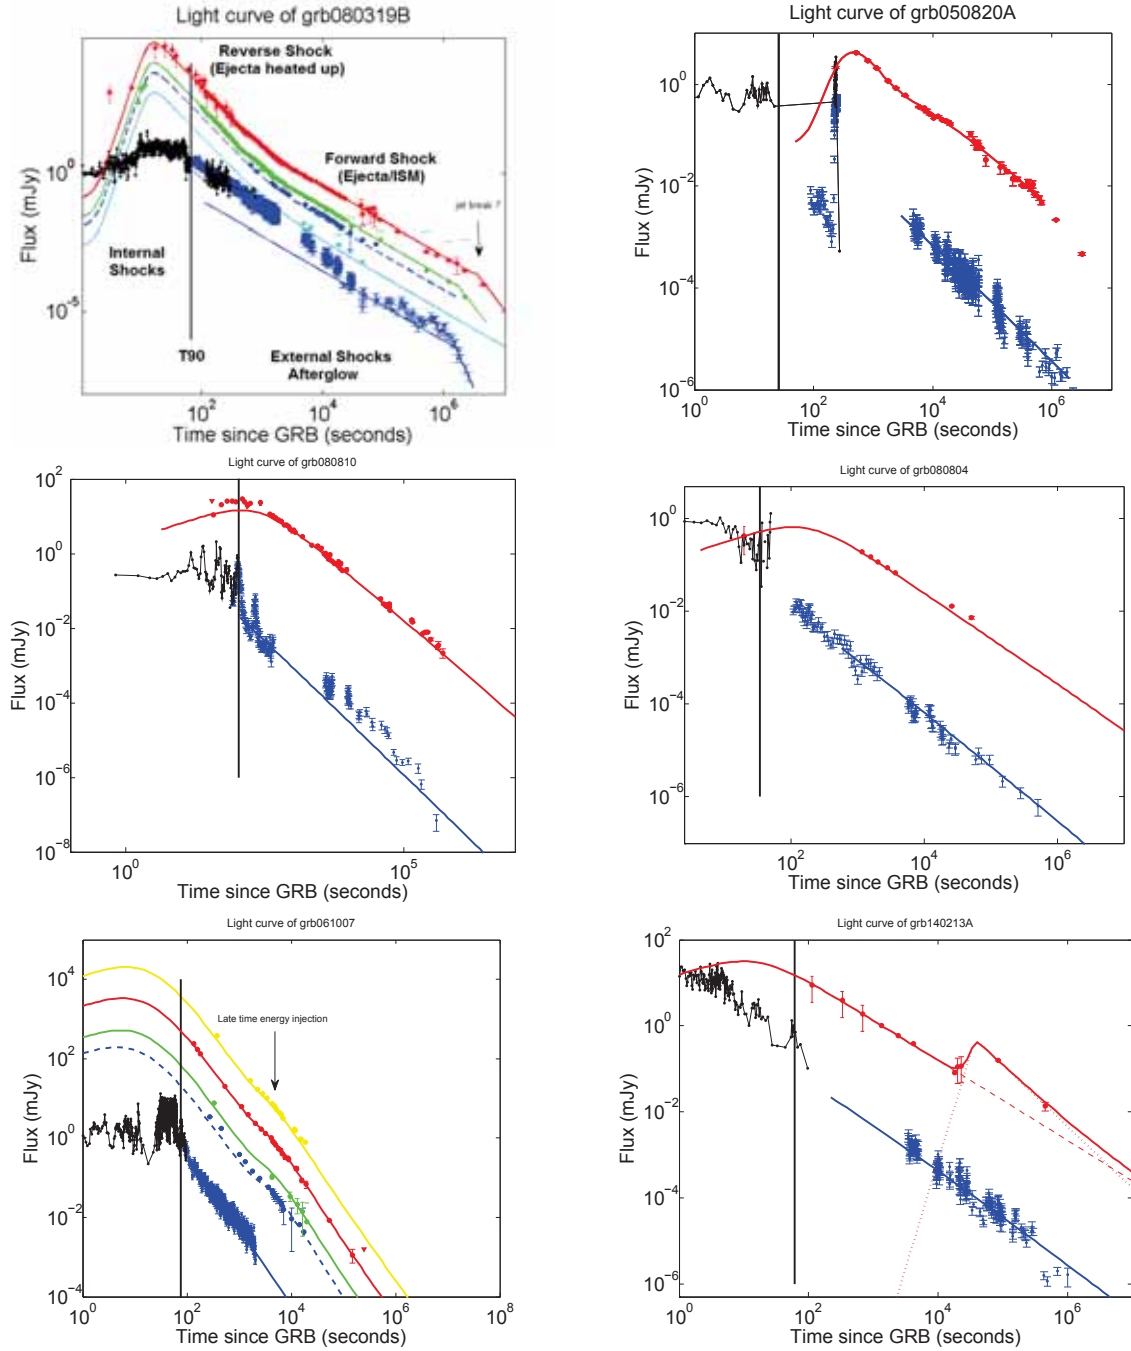 Light curve of grb080319B
Reverse Shock
(Ejecta heated up)
Forward Shock
(Ejecta/ISM)
jet break ?
Internal
Shocks
T90
External Shocks
Afterglow
10^0
10^-5
Flux (mJy)
10^2
10^4
10^6
Time since GRB (seconds)
Light curve of grb050820A
10^0
10^-2
10^-4
10^-6
Flux (mJy)
10^0
10^2
10^4
10^6
Time since GRB (seconds)
Light curve of grb080810
10^2
10^0
10^-2
10^-4
10^-6
10^-8
Flux (mJy)
10^0
10^5
Time since GRB (seconds)
Light curve of grb080804
10^0
10^-2
10^-4
10^-6
Flux (mJy)
10^2
10^4
10^6
Time since GRB (seconds)
Light curve of grb061007
Late time energy injection
10^4
10^2
10^0
10^-2
10^-4
Flux (mJy)
10^0
10^2
10^4
10^6
10^8
Time since GRB (seconds)
Light curve of grb140213A
10^2
10^0
10^-2
10^-4
10^-6
Flux (mJy)
10^0
10^2
10^4
10^6
Time since GRB (seconds)